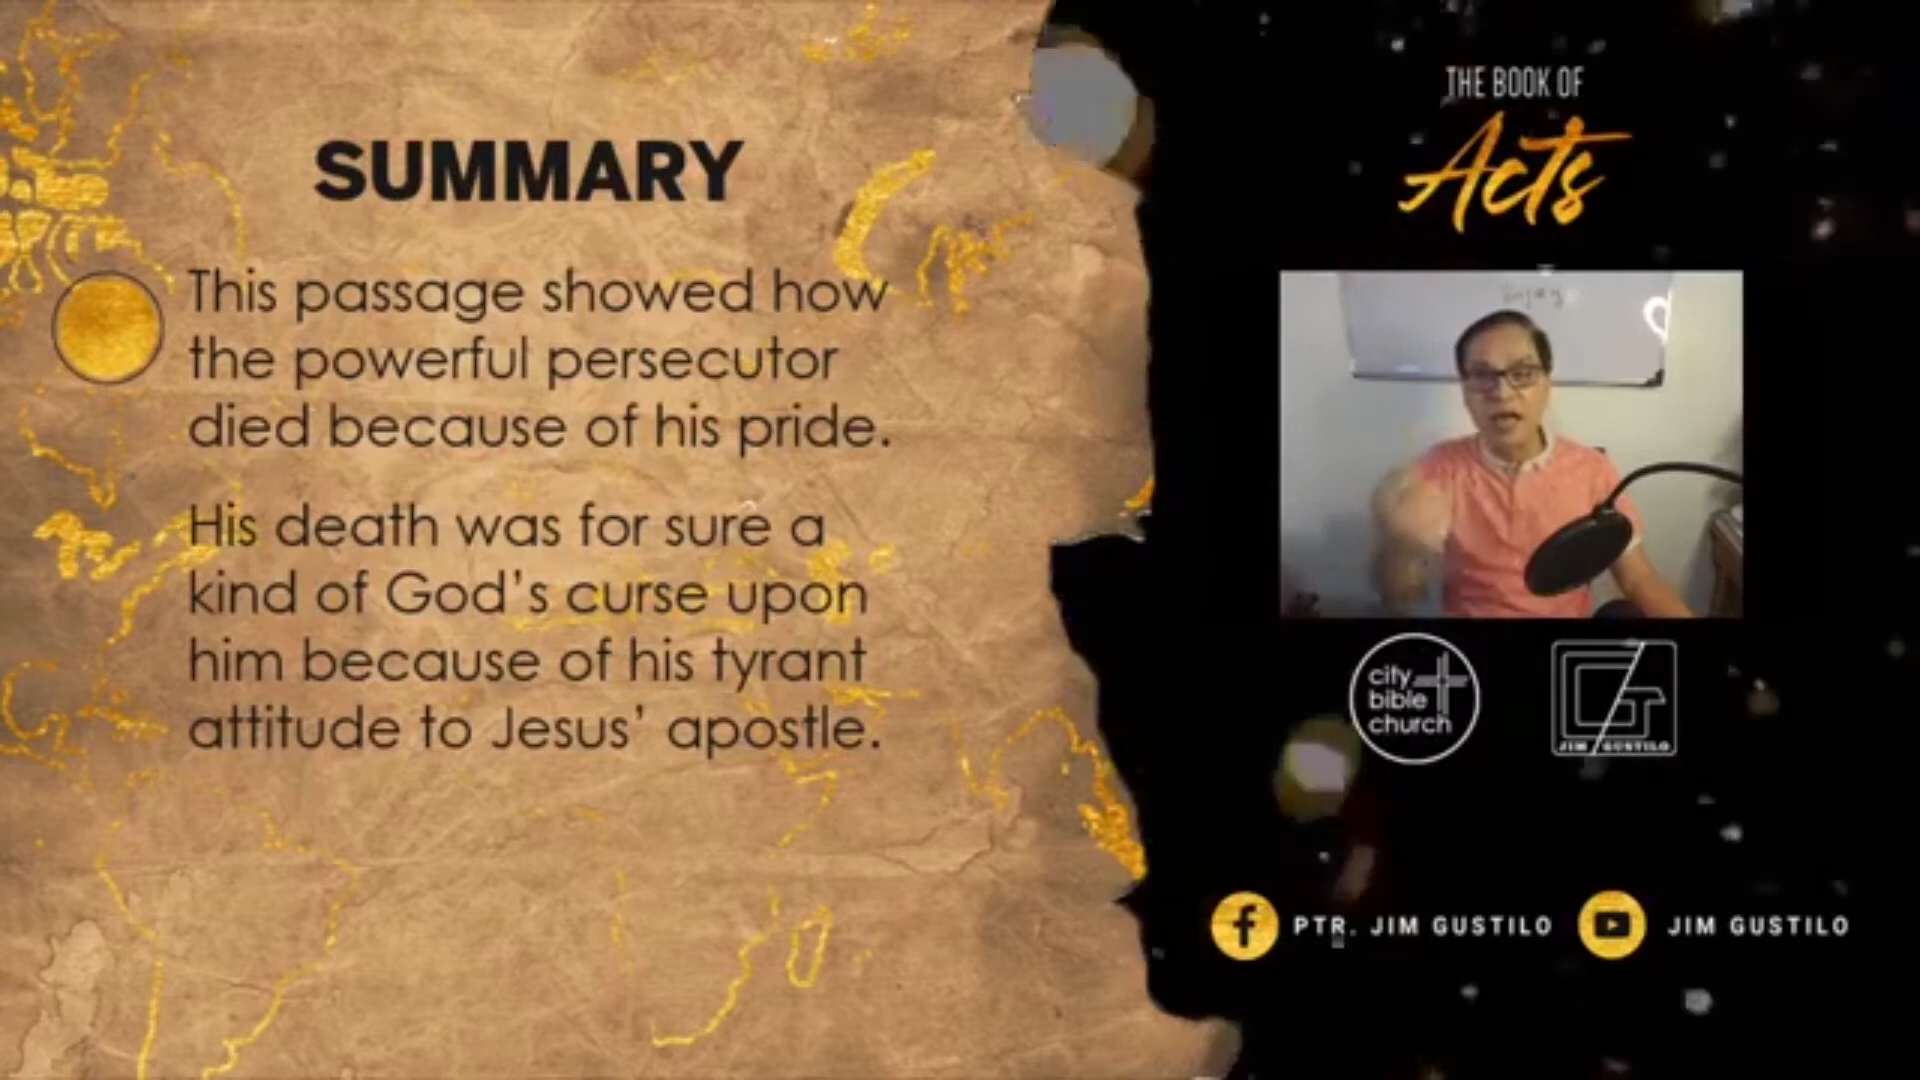 SUMMARY
This passage showed how
the powerful persecutor
died because of his pride.
His death was for sure a
kind of God's curse upon
him because of his tyrant
attitude to Jesus' apostle.
THE BOOK OF
Acts
city
bible
church
JIM GUSTILO
PTR. JIM GUSTILO
JIM GUSTILO